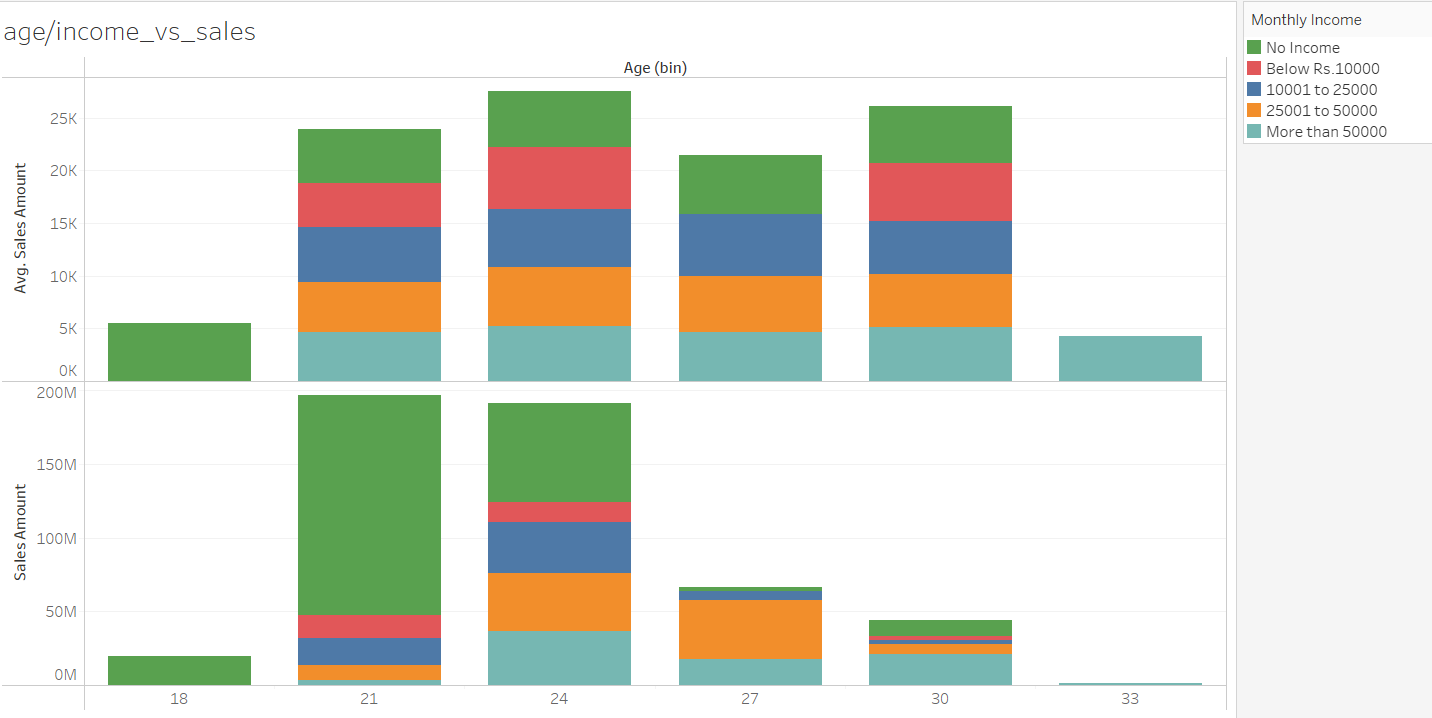 age/income_vs_sales
Age (bin)
Avg. Sales Amount
25K
20K
15K
10K
5K
0K
Sales Amount
200M
150M
100M
50M
0M
18 21 24 27 30 33
Monthly Income
No Income
Below Rs.10000
10001 to 25000
25001 to 50000
More than 50000